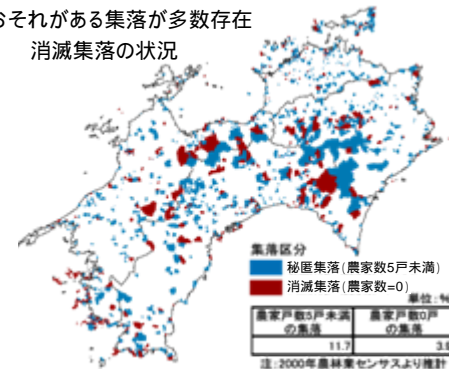 おそれがある集落が多数存在
消滅集落の状況
集落区分
秘匿集落(農家数5戸未満)
消滅集落(農家数=0)
単位:%
農家戸数5戸未満の集落 農家戸数0戸の集落
11.7 3.9
注:2000年農林業センサスより推計